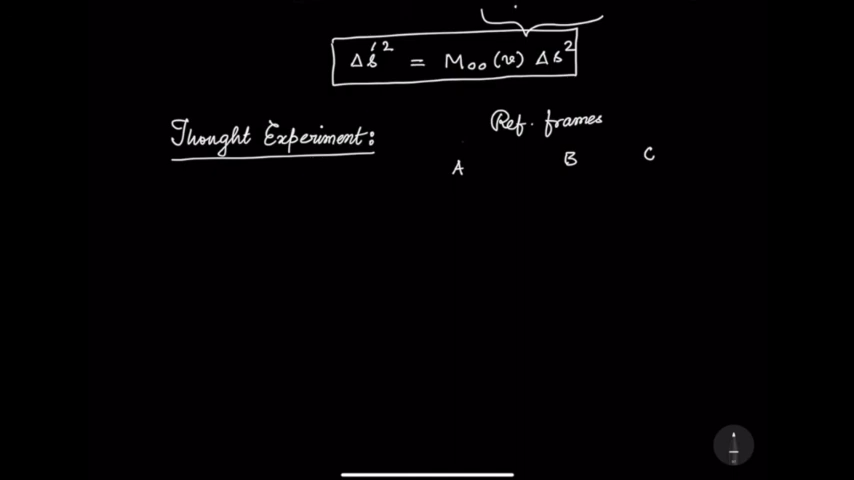 Δs'² = M₀₀(v) Δs²
Thought Experiment:
Ref. frames
A B C